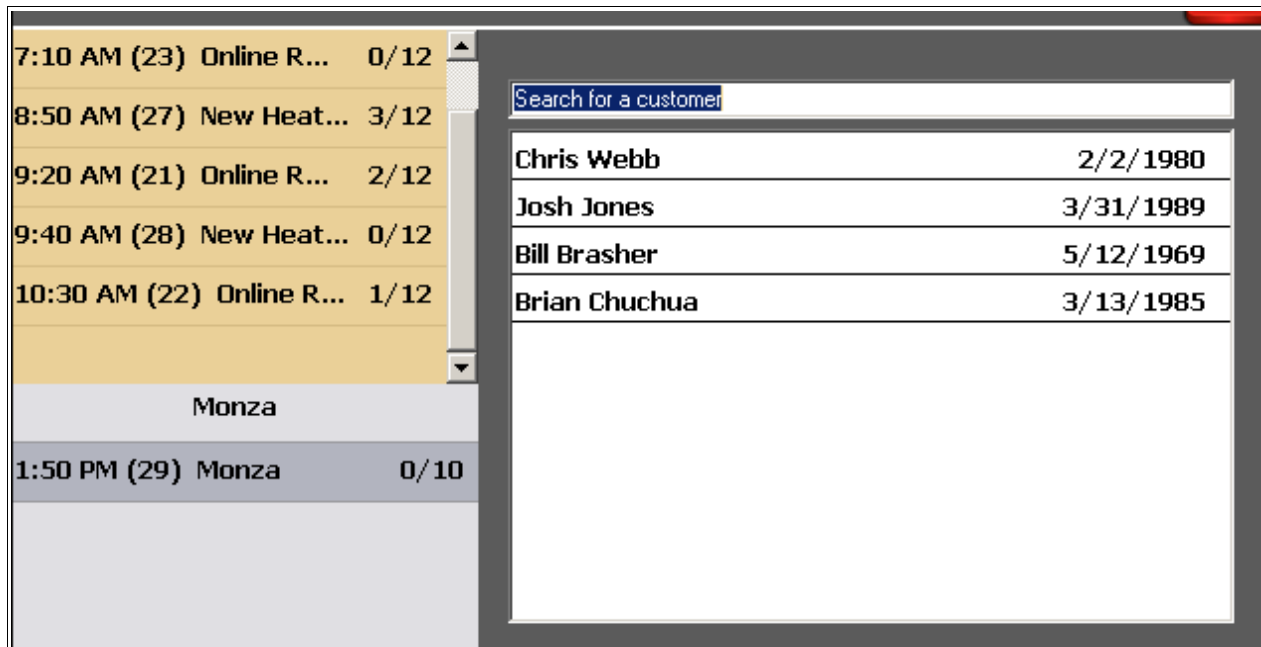 7:10 AM (23) Online R... 0/12
8:50 AM (27) New Heat... 3/12
9:20 AM (21) Online R... 2/12
9:40 AM (28) New Heat... 0/12
10:30 AM (22) Online R... 1/12
Monza
1:50 PM (29) Monza 0/10
Search for a customer
Chris Webb 2/2/1980
Josh Jones 3/31/1989
Bill Brasher 5/12/1969
Brian Chuchua 3/13/1985